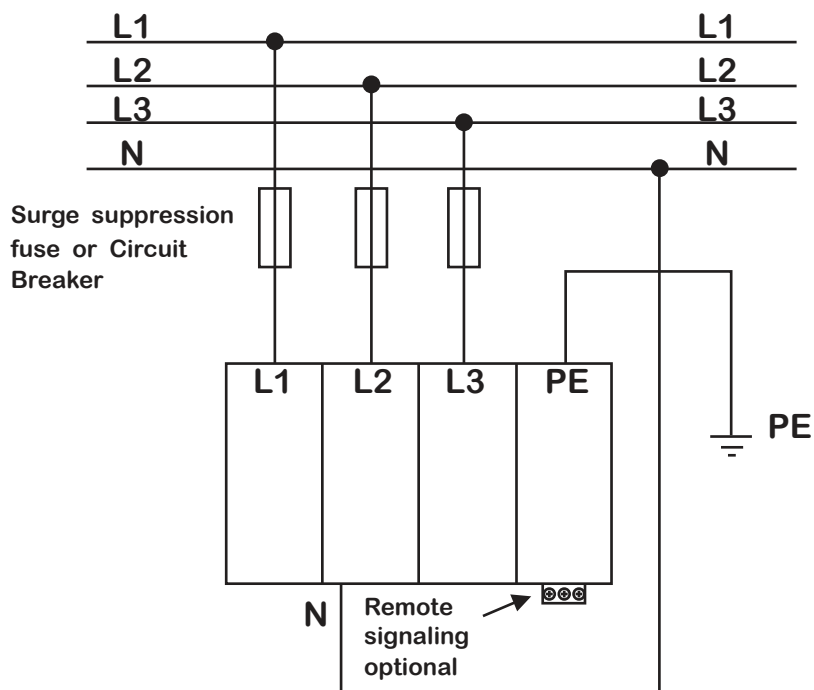 L1 L1
L2 L2
L3 L3
N N
Surge suppression
fuse or Circuit
Breaker
L1 L2 L3 PE
PE
N
Remote
signaling
optional